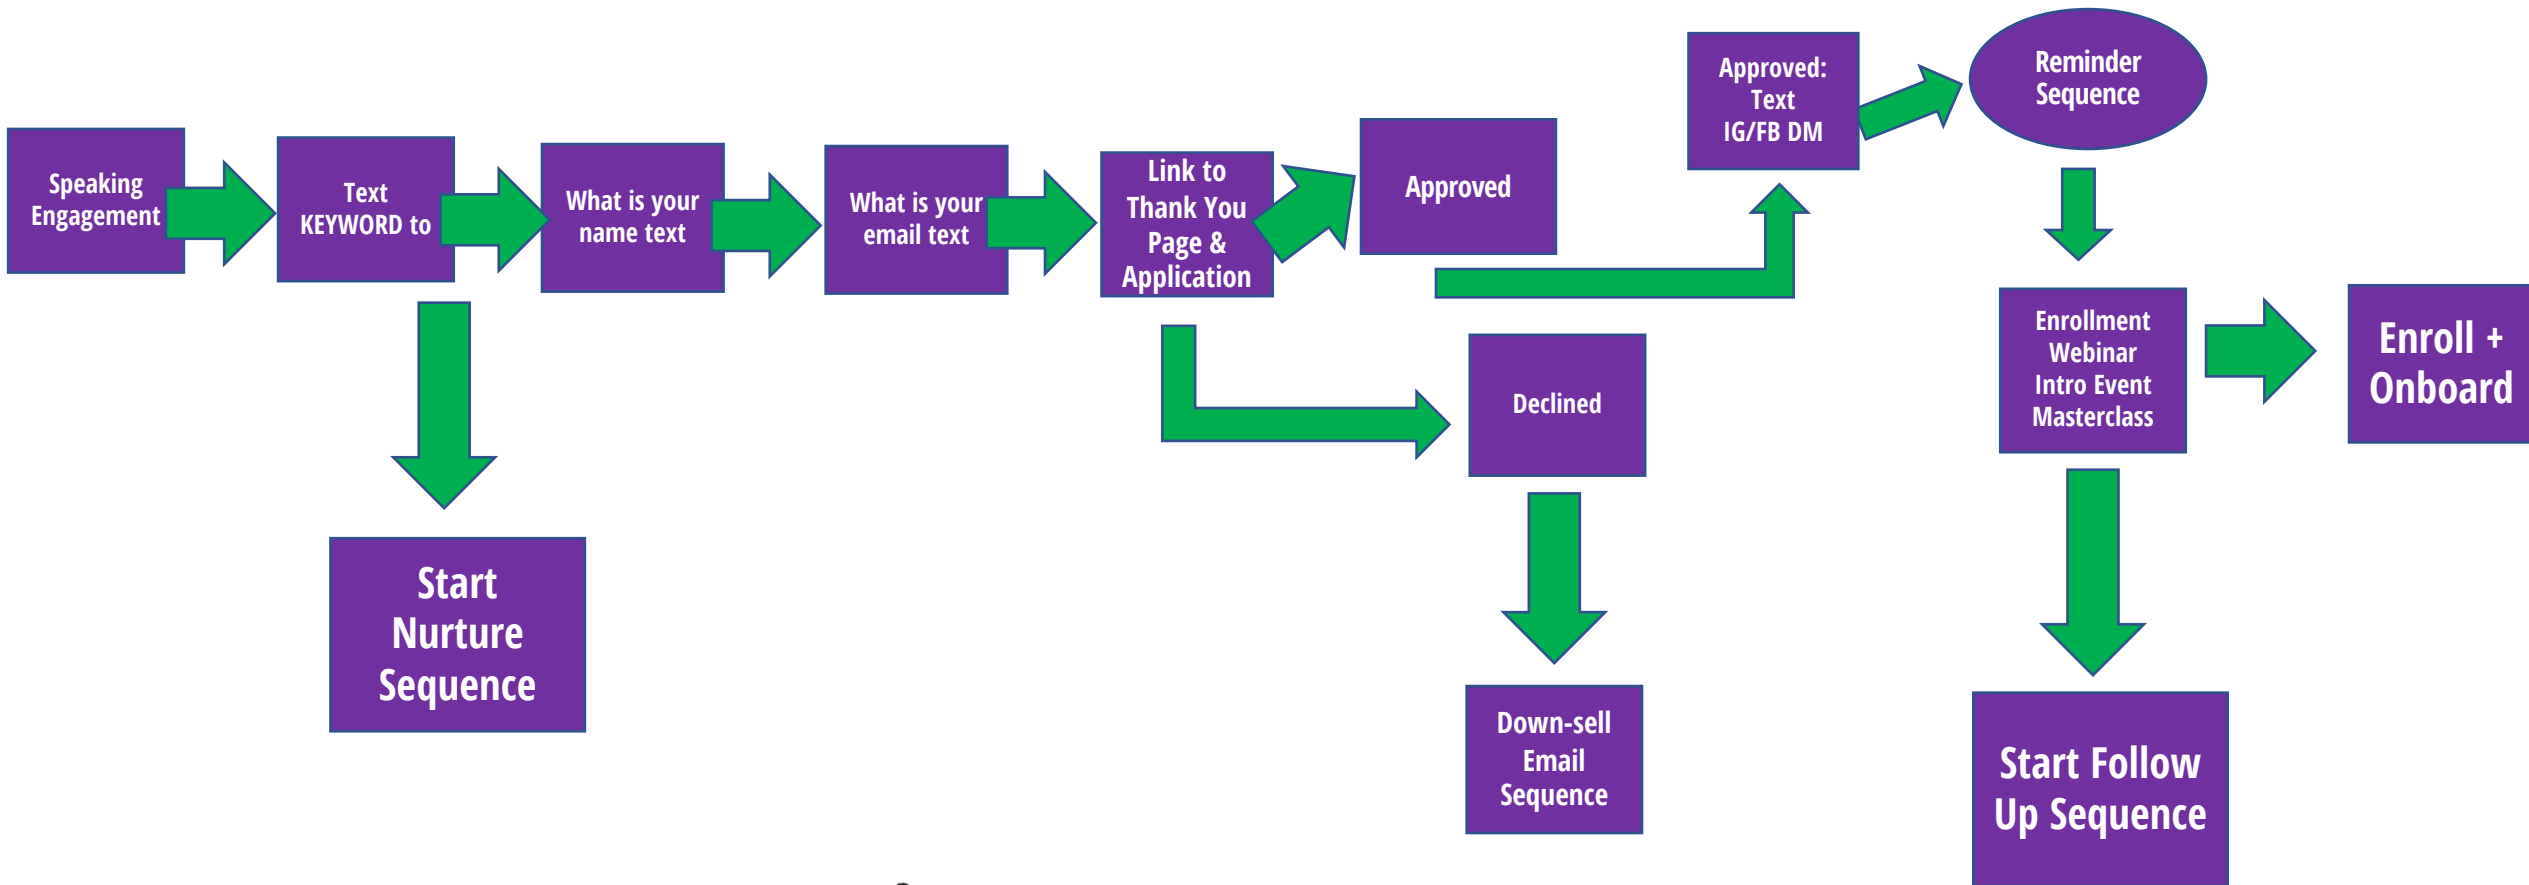 Speaking
Engagement
Text
KEYWORD to
What is your
name text
What is your
email text
Link to
Thank You
Page &
Application
Approved
Approved:
Text
IG/FB DM
Reminder
Sequence
Declined
Enrollment
Webinar
Intro Event
Masterclass
Enroll +
Onboard
Start
Nurture
Sequence
Down-sell
Email
Sequence
Start Follow
Up Sequence